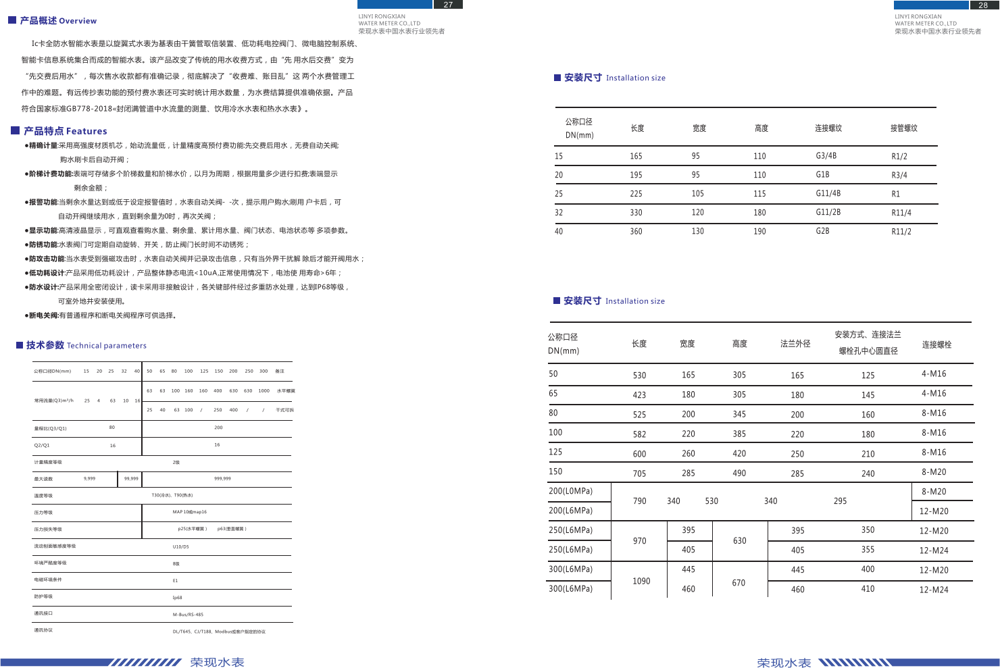 27
LINYI RONGXIAN
WATER METER CO.,LTD
荣现水表中国水表行业领先者
产品概述 Overview
Ic卡全防水智能水表是以旋翼式水表为基表由干簧管取信装置、低功耗电控阀门、微电脑控制系统、
智能卡信息系统集合而成的智能水表。该产品改变了传统的用水收费方式，由“先 用水后交费”变为
“先交费后用水”，每次售水收款都有准确记录，彻底解决了“收费难、账目乱”这 两个水费管理工
作中的难题。有远传抄表功能的预付费水表还可实时统计用水数量，为水费结算提供准确依据。产品
符合国家标准GB778-2018«封闭满管道中水流量的测量、饮用冷水水表和热水水表》。
产品特点 Features
●精确计量:采用高强度材质机芯，始动流量低，计量精度高预付费功能:先交费后用水，无费自动关阀;
购水刷卡后自动开阀；
●阶梯计费功能:表端可存储多个阶梯数量和阶梯水价，以月为周期，根据用量多少进行扣费;表端显示
剩余金额；
●报警功能:当剩余水量达到或低于设定报警值时，水表自动关阀- -次，提示用户购水;刷用 户卡后，可
自动开阀继续用水，直到剩余量为0时，再次关阀；
●显示功能:高清液晶显示，可直观查看购水量、剩余量、累计用水量、阀门状态、电池状态等 多项参数。
●防锈功能:水表阀门可定期自动旋转、开关，防止阀门长时间不动锈死；
●防攻击功能:当水表受到强磁攻击时，水表自动关阀并记录攻击信息，只有当外界干扰解 除后才能开阀用水；
●低功耗设计:产品采用低功耗设计，产品整体静态电流<10uA,正常使用情况下，电池使 用寿命>6年；
●防水设计:产品采用全密闭设计，读卡采用非接触设计，各关键部件经过多重防水处理，达到IP68等级，
可室外地井安装使用。
●断电关阀:有普通程序和断电关阀程序可供选择。
技术参数 Technical parameters
公称口径DN(mm) 15 20 25 32 40 50 65 80 100 125 150 200 250 300 备注
63 63 100 160 160 400 630 630 1000 水平螺翼
常用流量(Q3)m³/h 25 4 63 10 16
25 40 63 100 / 250 400 / / 干式可拆
量程比(Q3/Q1) 80 200
Q2/Q1 16 16
计量精度等级 2级
最大读数 9,999 99,999 999,999
温度等级 T30(冷水)、T90(热水)
压力等级 MAP 10或map16
压力损失等级 p25(水平螺翼） p63(垂直螺翼）
流动剖面敏感度等级 U10/D5
环境严酷度等级 B级
电磁环境条件 E1
防护等级 Ip68
通讯接口 M-Bus/RS-485
通讯协议 DL/T645、CJ/T188、Modbus或客户指定的协议
荣现水表
28
LINYI RONGXIAN
WATER METER CO.,LTD
荣现水表中国水表行业领先者
安装尺寸 Installation size
公称口径
DN(mm) 长度 宽度 高度 连接螺纹 接管螺纹
15 165 95 110 G3/4B R1/2
20 195 95 110 G1B R3/4
25 225 105 115 G11/4B R1
32 330 120 180 G11/2B R11/4
40 360 130 190 G2B R11/2
安装尺寸 Installation size
公称口径
DN(mm) 长度 宽度 高度 法兰外径 安装方式、连接法兰
螺栓孔中心圆直径 连接螺栓
50 530 165 305 165 125 4-M16
65 423 180 305 180 145 4-M16
80 525 200 345 200 160 8-M16
100 582 220 385 220 180 8-M16
125 600 260 420 250 210 8-M16
150 705 285 490 285 240 8-M20
200(L0MPa) 8-M20
790 340 530 340 295
200(L6MPa) 12-M20
250(L6MPa) 395 395 350 12-M20
970 630
250(L6MPa) 405 405 355 12-M24
300(L6MPa) 445 445 400 12-M20
1090 670
300(L6MPa) 460 460 410 12-M24
荣现水表